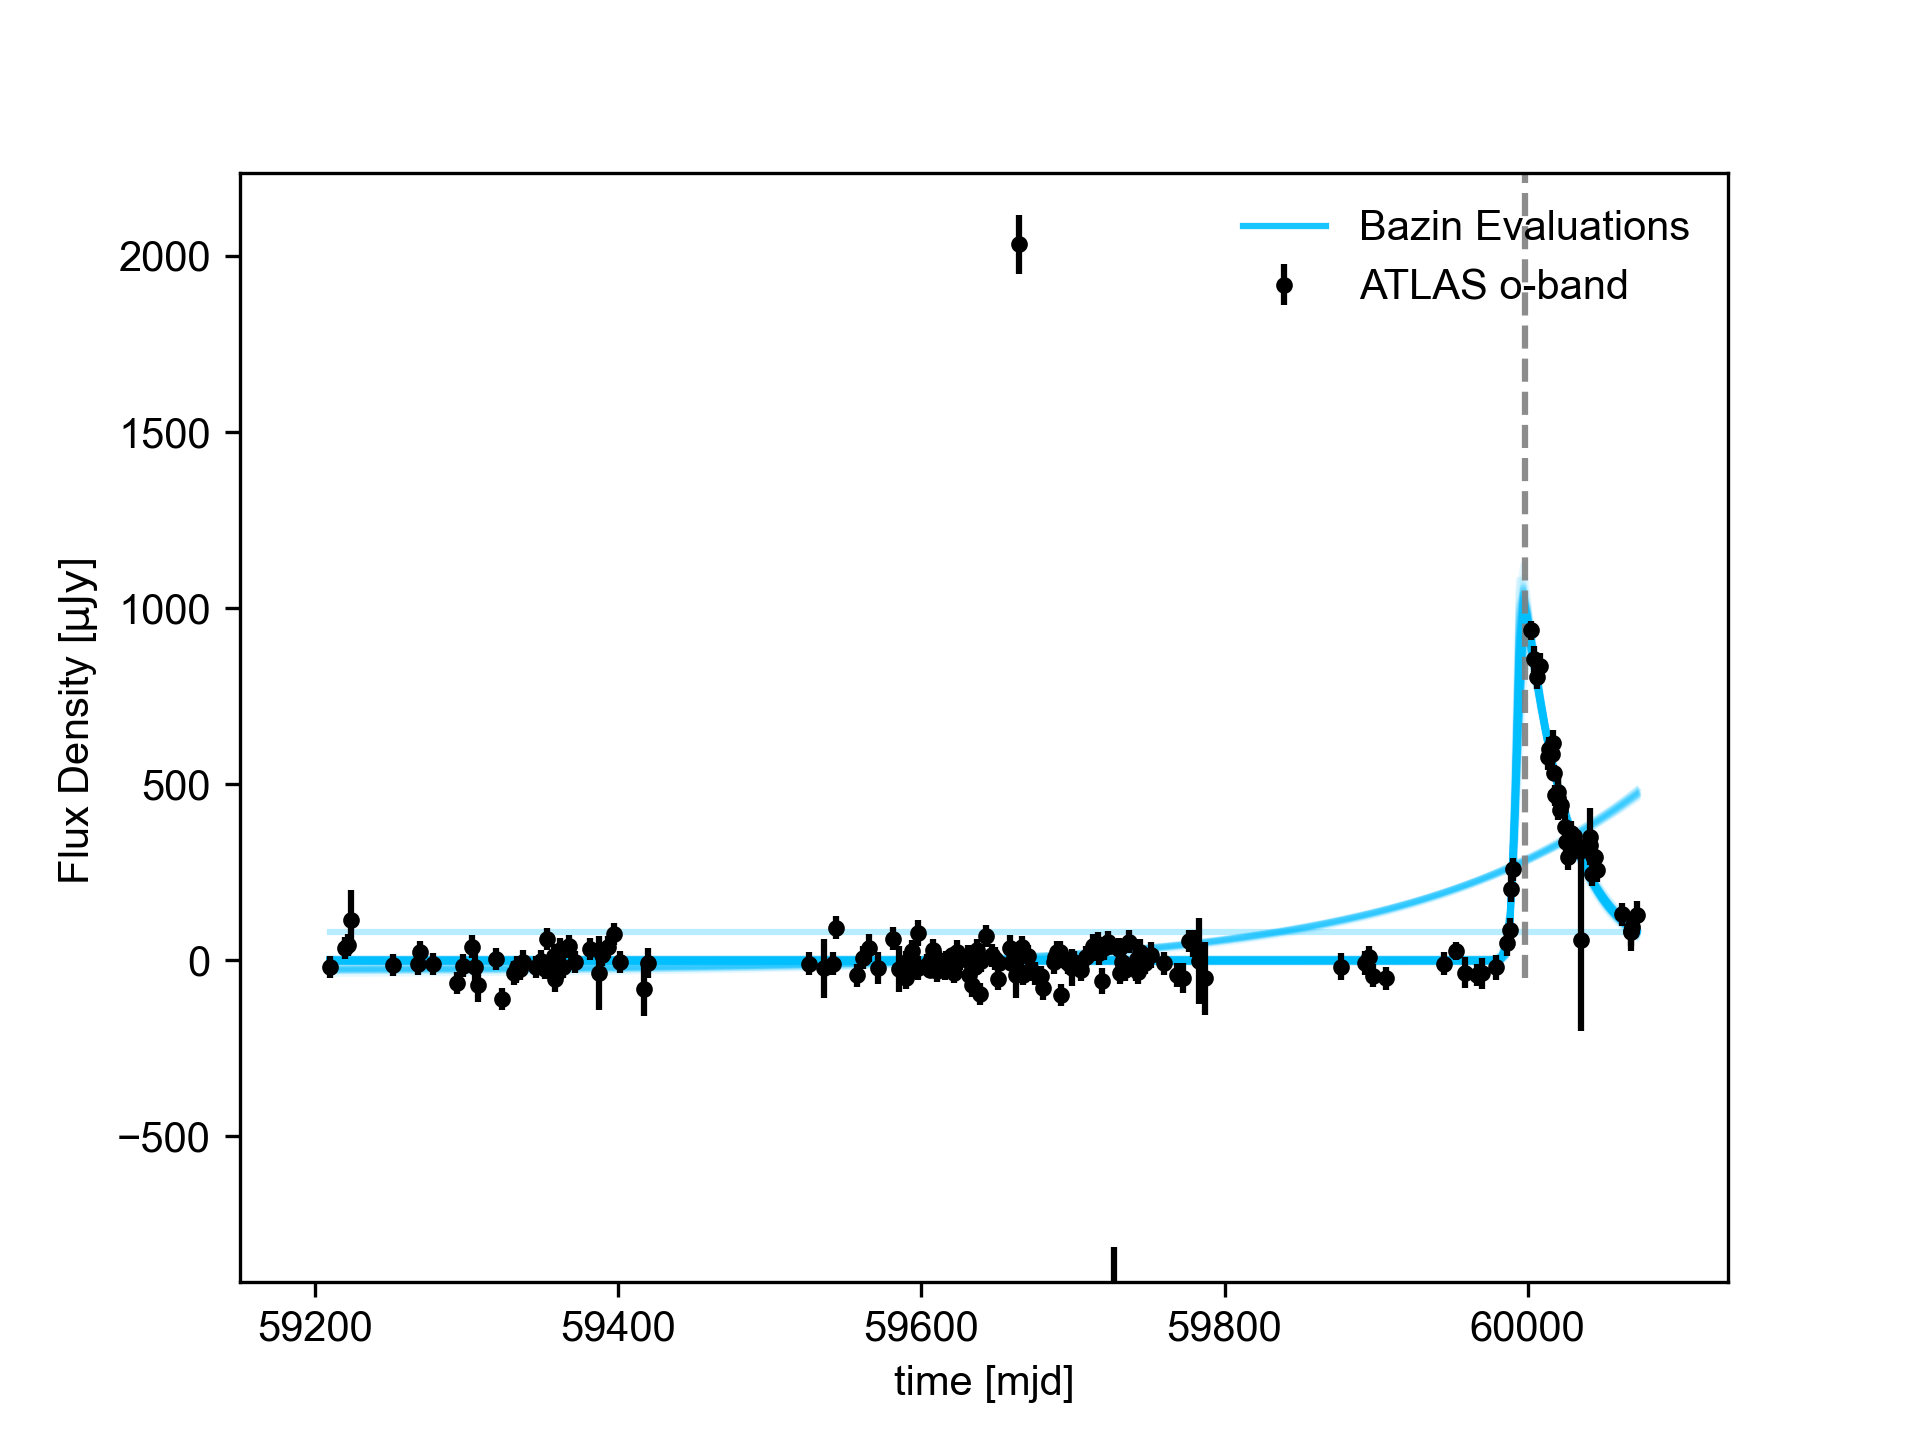 Bazin Evaluations
ATLAS o-band
2000
1500
1000
500
0
−500
Flux Density [µJy]
59200 59400 59600 59800 60000
time [mjd]